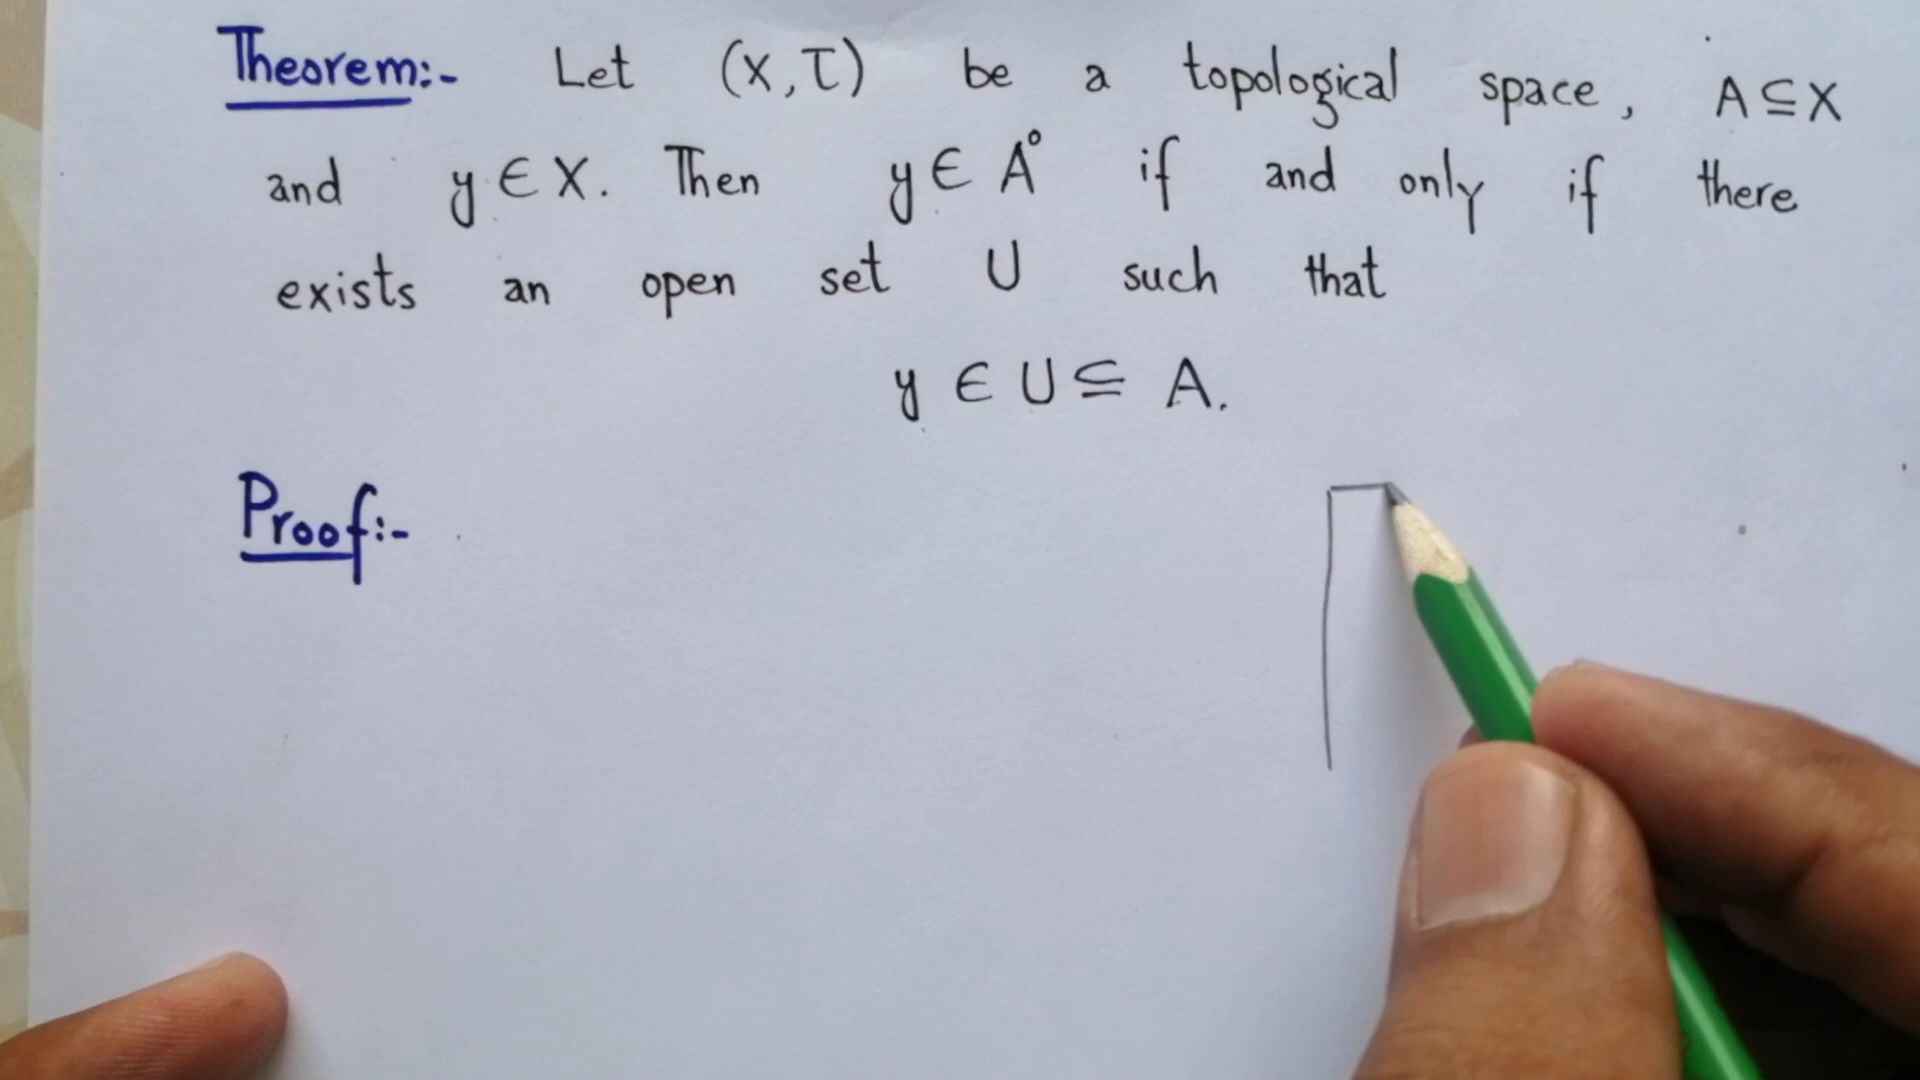 Theorem:- Let (X,τ) be a topological space, A⊆X
and y∈X. Then y∈A° if and only if there
exists an open set U such that
y∈U⊆A.
Proof:-